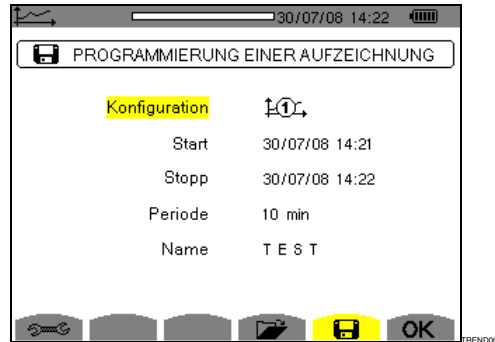 30/07/08 14:22
PROGRAMMIERUNG EINER AUFZEICHNUNG
Konfiguration 1
Start 30/07/08 14:21
Stopp 30/07/08 14:22
Periode 10 min
Name T E S T
OK